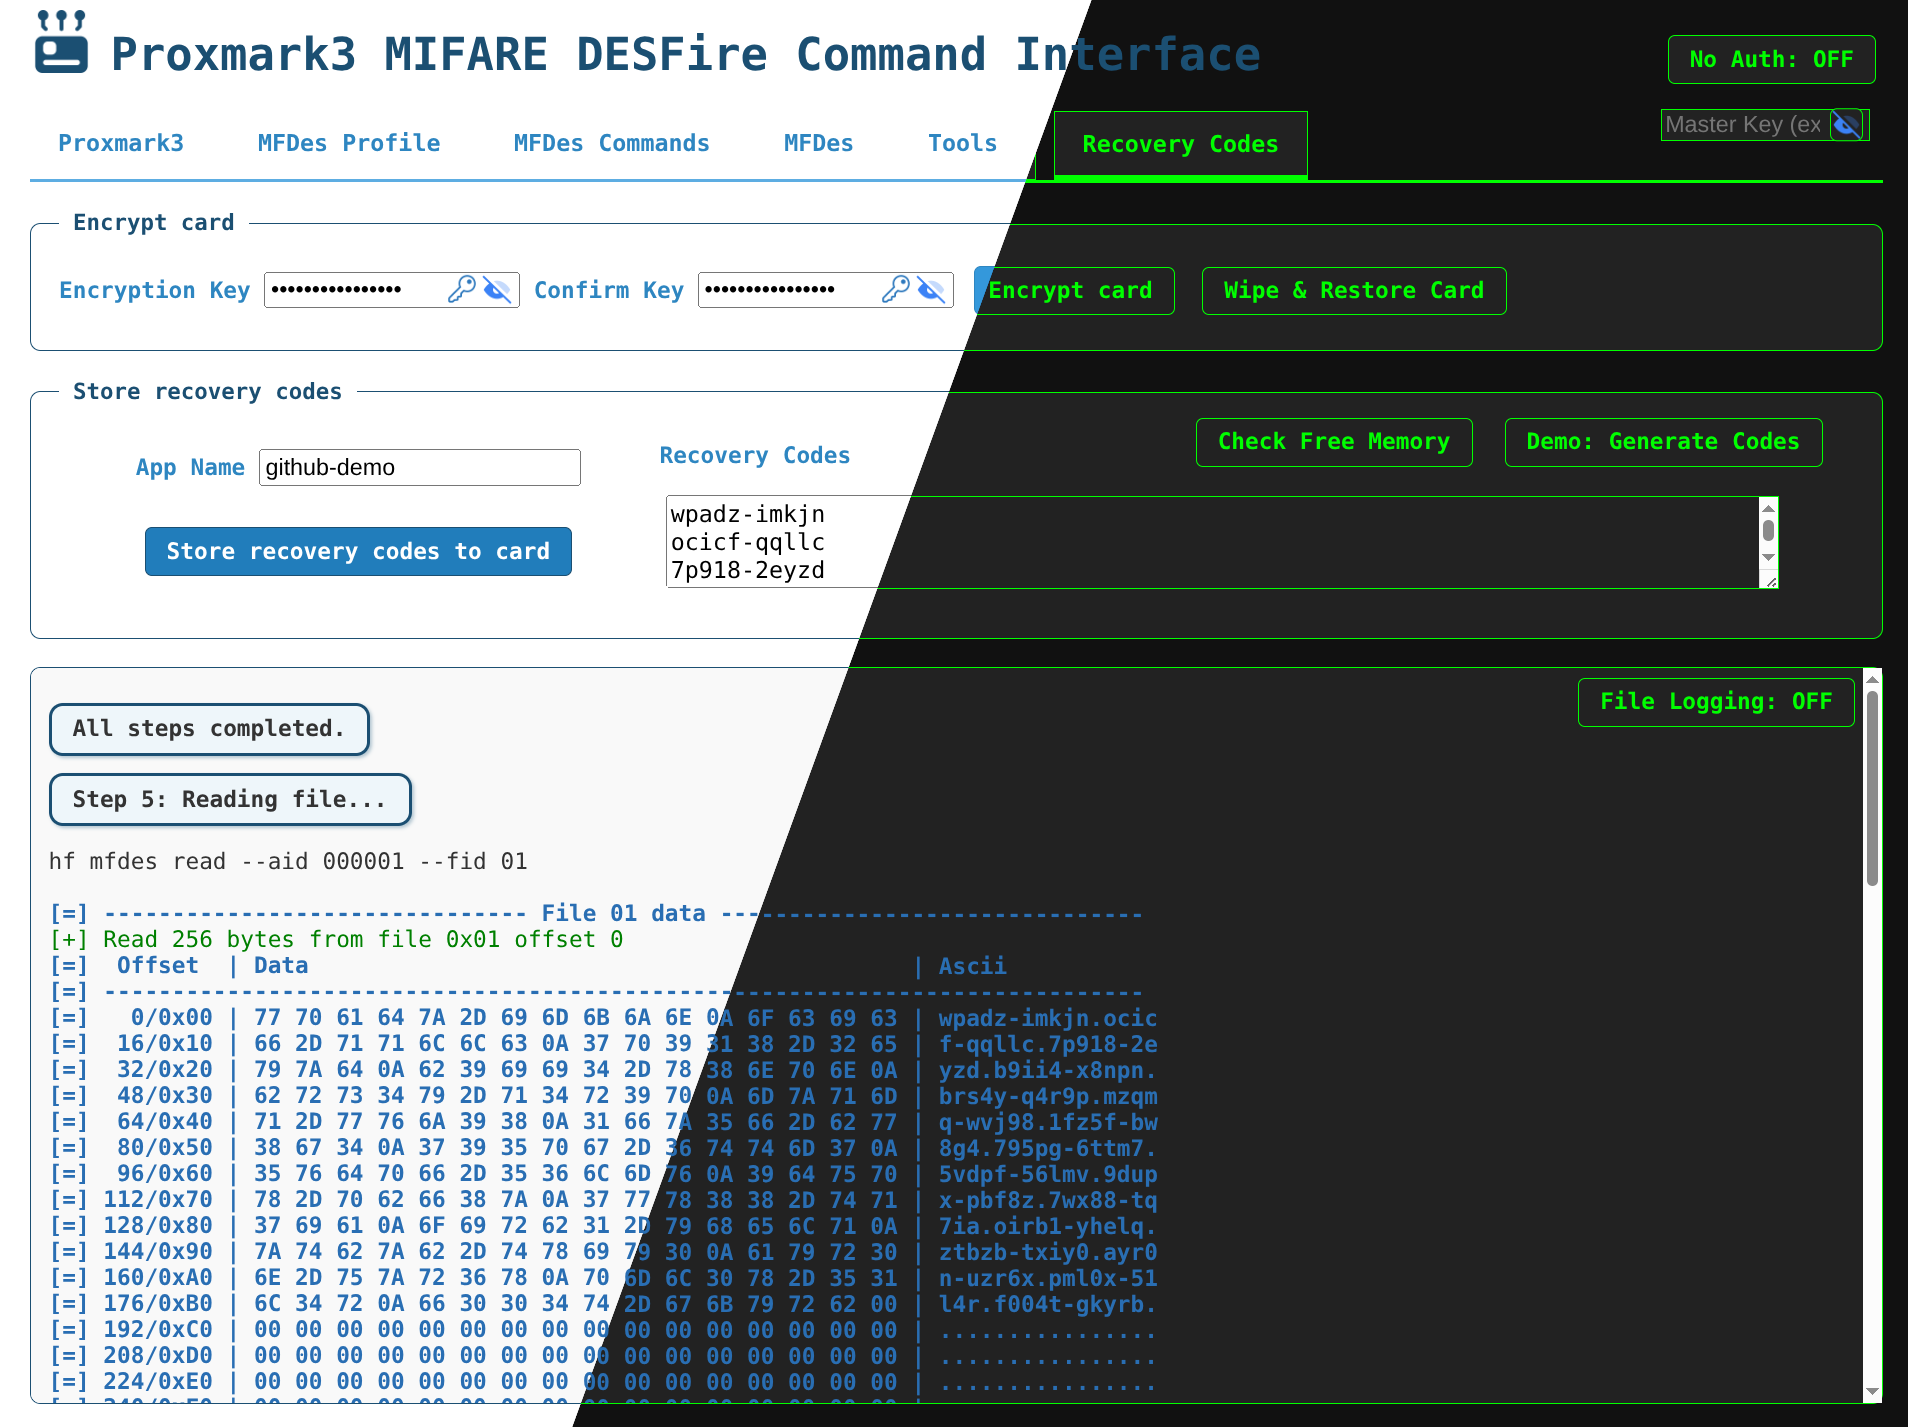 Proxmark3 MIFARE DESFire Command Interface
No Auth: OFF
Proxmark3 MFDes Profile MFDes Commands MFDes Tools Recovery Codes
Master Key (ex
Encrypt card
Encryption Key •••••••••••••••• Confirm Key •••••••••••••••• Encrypt card Wipe & Restore Card
Store recovery codes
App Name github-demo
Store recovery codes to card
Recovery Codes
Check Free Memory Demo: Generate Codes
wpadz-imkjn
ocicf-qqllc
7p918-2eyzd
File Logging: OFF
All steps completed.
Step 5: Reading file...
hf mfdes read --aid 000001 --fid 01
[=] ------------------------------- File 01 data -------------------------------
[+] Read 256 bytes from file 0x01 offset 0
[=]  Offset  | Data                                            | Ascii
[=] ----------------------------------------------------------------------------
[=]   0/0x00 | 77 70 61 64 7A 2D 69 6D 6B 6A 6E 0A 6F 63 69 63 | wpadz-imkjn.ocic
[=]  16/0x10 | 66 2D 71 71 6C 6C 63 0A 37 70 39 31 38 2D 32 65 | f-qqllc.7p918-2e
[=]  32/0x20 | 79 7A 64 0A 62 39 69 69 34 2D 78 38 6E 70 6E 0A | yzd.b9ii4-x8npn.
[=]  48/0x30 | 62 72 73 34 79 2D 71 34 72 39 70 0A 6D 7A 71 6D | brs4y-q4r9p.mzqm
[=]  64/0x40 | 71 2D 77 76 6A 39 38 0A 31 66 7A 35 66 2D 62 77 | q-wvj98.1fz5f-bw
[=]  80/0x50 | 38 67 34 0A 37 39 35 70 67 2D 36 74 74 6D 37 0A | 8g4.795pg-6ttm7.
[=]  96/0x60 | 35 76 64 70 66 2D 35 36 6C 6D 76 0A 39 64 75 70 | 5vdpf-56lmv.9dup
[=] 112/0x70 | 78 2D 70 62 66 38 7A 0A 37 77 78 38 38 2D 74 71 | x-pbf8z.7wx88-tq
[=] 128/0x80 | 37 69 61 0A 6F 69 72 62 31 2D 79 68 65 6C 71 0A | 7ia.oirb1-yhelq.
[=] 144/0x90 | 7A 74 62 7A 62 2D 74 78 69 79 30 0A 61 79 72 30 | ztbzb-txiy0.ayr0
[=] 160/0xA0 | 6E 2D 75 7A 72 36 78 0A 70 6D 6C 30 78 2D 35 31 | n-uzr6x.pml0x-51
[=] 176/0xB0 | 6C 34 72 0A 66 30 30 34 74 2D 67 6B 79 72 62 00 | l4r.f004t-gkyrb.
[=] 192/0xC0 | 00 00 00 00 00 00 00 00 00 00 00 00 00 00 00 00 | ................
[=] 208/0xD0 | 00 00 00 00 00 00 00 00 00 00 00 00 00 00 00 00 | ................
[=] 224/0xE0 | 00 00 00 00 00 00 00 00 00 00 00 00 00 00 00 00 | ................